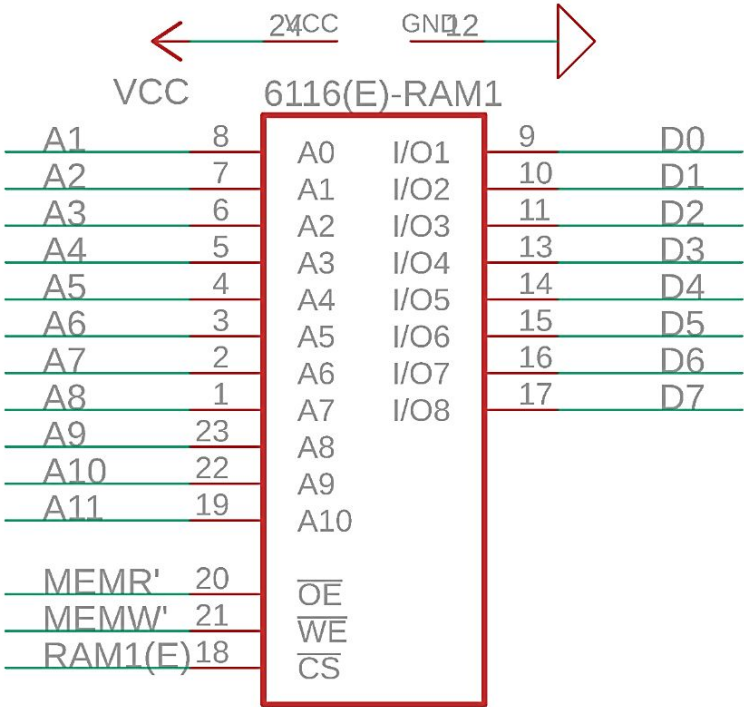 24 VCC GND 12
VCC 6116(E)-RAM1
A1 8 A0 I/O1 9 D0
A2 7 A1 I/O2 10 D1
A3 6 A2 I/O3 11 D2
A4 5 A3 I/O4 13 D3
A5 4 A4 I/O5 14 D4
A6 3 A5 I/O6 15 D5
A7 2 A6 I/O7 16 D6
A8 1 A7 I/O8 17 D7
A9 23 A8
A10 22 A9
A11 19 A10
MEMR' 20 OE
MEMW' 21 WE
RAM1(E) 18 CS